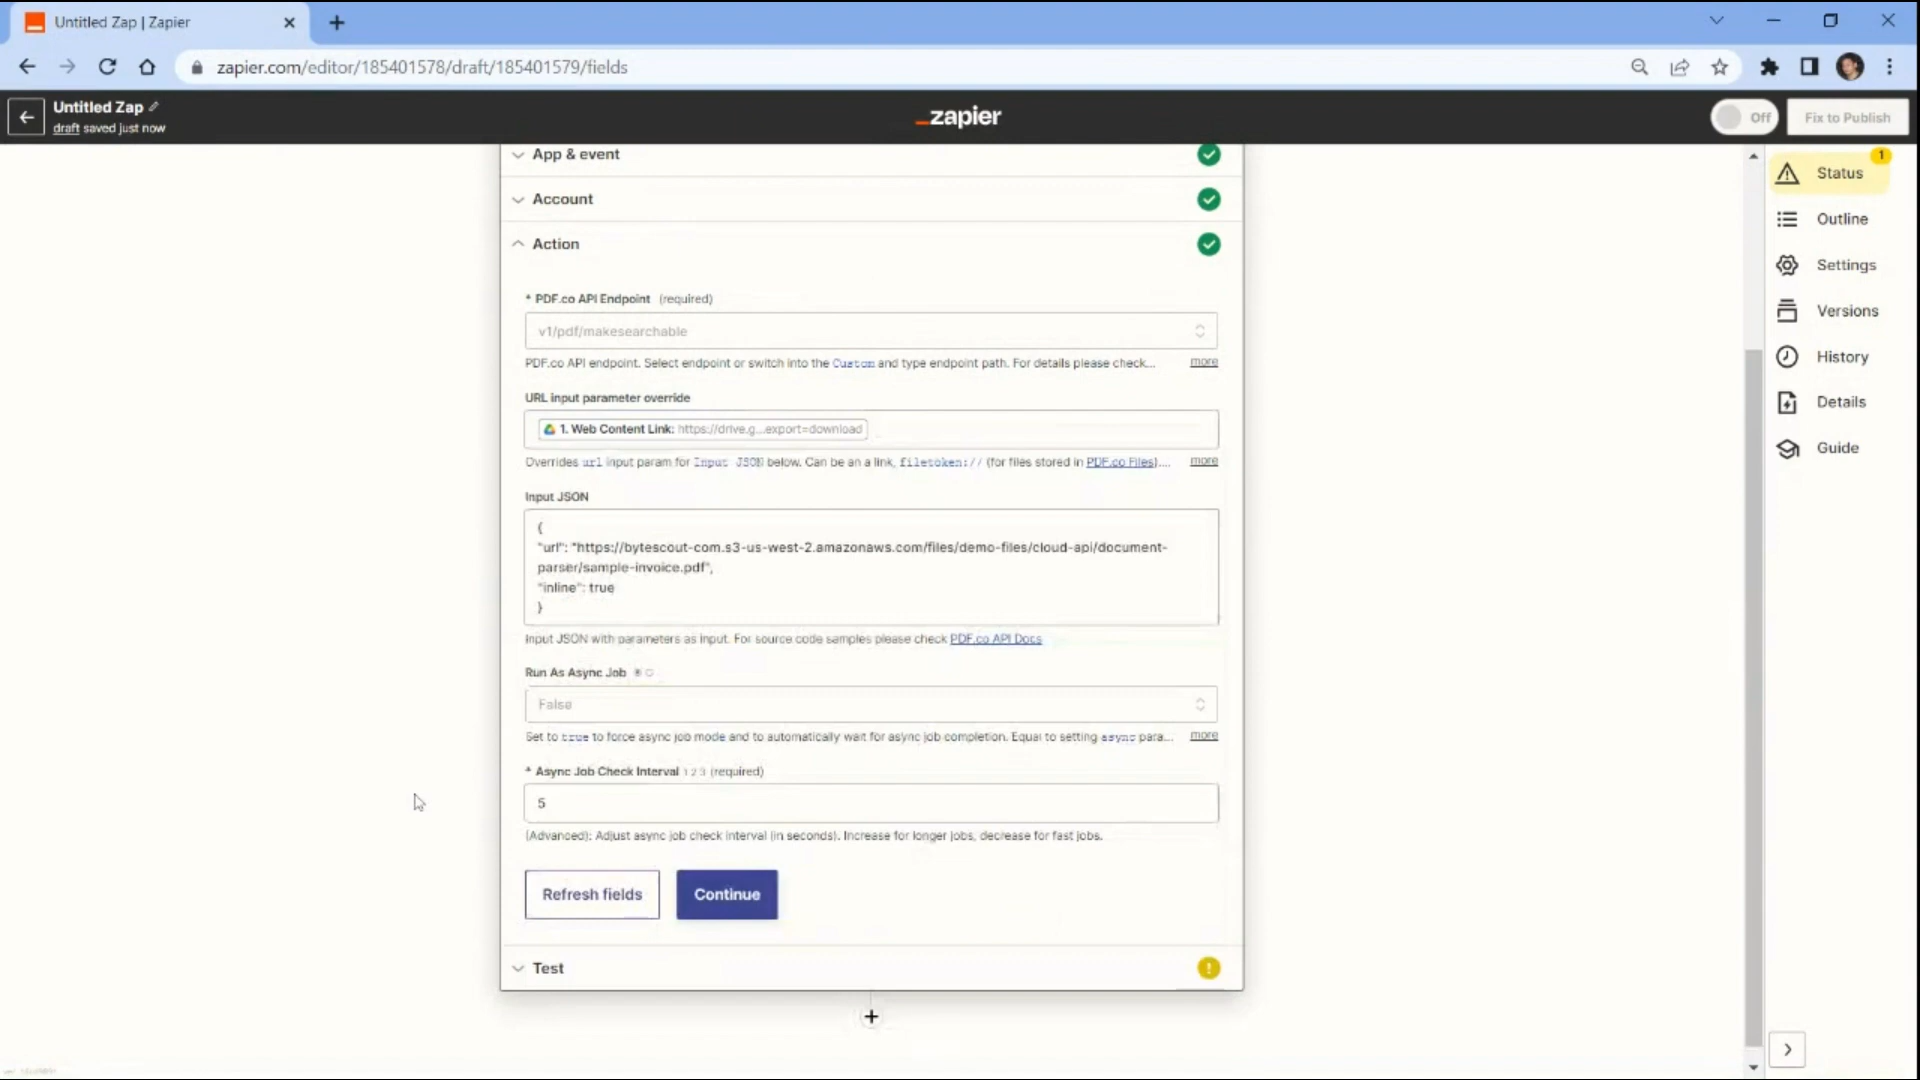 Untitled Zap | Zapier
zapier.com/editor/185401578/draft/185401579/fields
Untitled Zap
draft saved just now
zapier
Off
Fix to Publish
App & event
Account
Action
* PDF.co API Endpoint (required)
v1/pdf/makesearchable
PDF.co API endpoint. Select endpoint or switch into the Custom and type endpoint path. For details please check... more
URL input parameter override
1. Web Content Link: https://drive.g...export=download
Overrides url input param for Input JSON below. Can be an a link, filetoken:// (for files stored in PDF.co Files).... more
Input JSON
{
"url": "https://bytescout-com.s3-us-west-2.amazonaws.com/files/demo-files/cloud-api/document-
parser/sample-invoice.pdf",
"inline": true
}
Input JSON with parameters as input. For source code samples please check PDF.co API Docs
Run As Async Job
False
Set to true to force async job mode and to automatically wait for async job completion. Equal to setting async para... more
* Async Job Check Interval 1 2 3 (required)
5
(Advanced): Adjust async job check interval (in seconds). Increase for longer jobs, decrease for fast jobs.
Refresh fields
Continue
Test
1
Status
Outline
Settings
Versions
History
Details
Guide